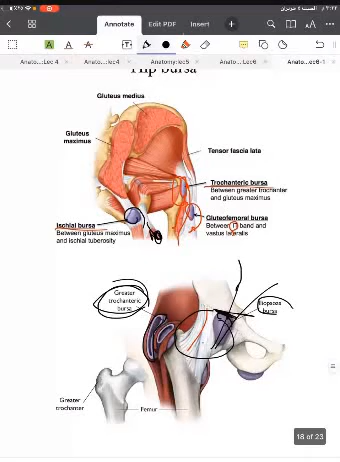 Annotate
Edit PDF
Insert
Anato...:Lec 4
Anato...:lec4
Anatomy:lec5
Anato... Lec6
Anato...ec6-1
Hip bursa
Gluteus medius
Gluteus
maximus
Tensor fascia lata
Trochanteric bursa
Between greater trochanter
and gluteus maximus
Ischial bursa
Between gluteus maximus
and ischial tuberosity
Gluteofemoral bursa
Between IT band and
vastus lateralis
Greater
trochanteric
bursa
Iliopsoas
bursa
Greater
trochanter
Femur
18 of 23